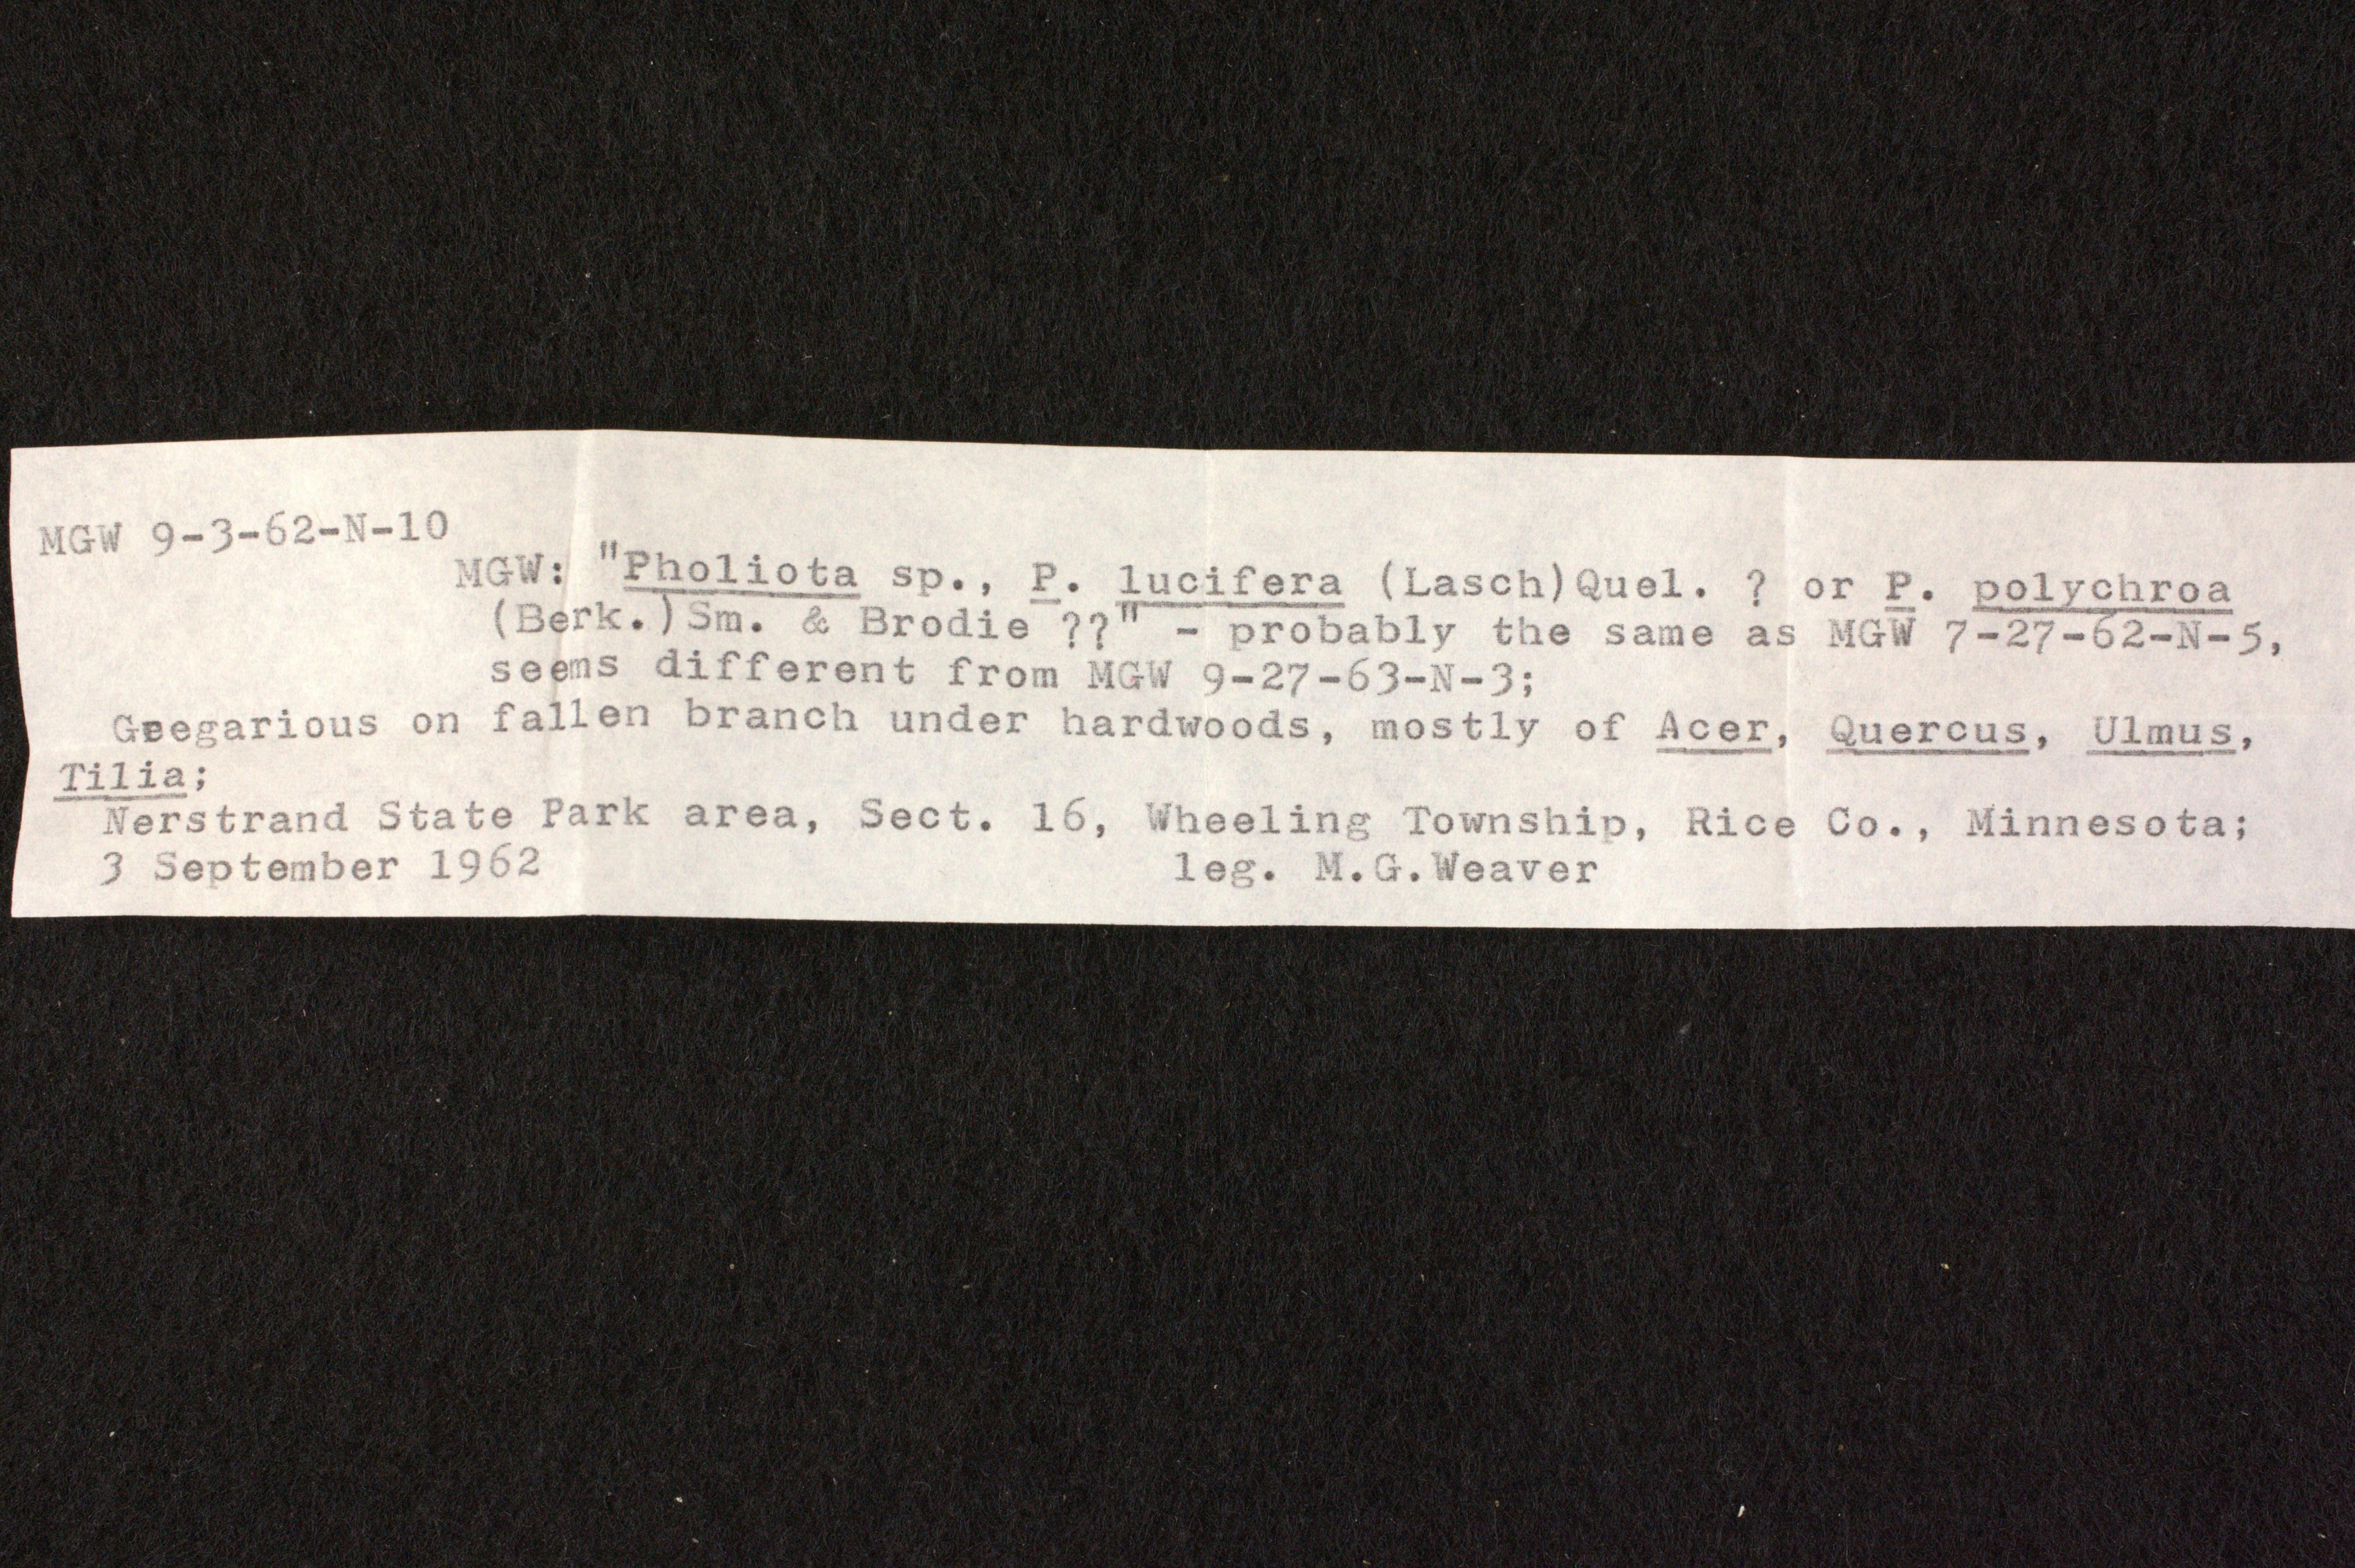 MGW 9-3-62-N-10
MGW: "Pholiota sp., P. lucifera (Lasch)Quel. ? or P. polychroa
(Berk.)Sm. & Brodie ??" - probably the same as MGW 7-27-62-N-5,
seems different from MGW 9-27-63-N-3;
Gregarious on fallen branch under hardwoods, mostly of Acer, Quercus, Ulmus,
Tilia;
Nerstrand State Park area, Sect. 16, Wheeling Township, Rice Co., Minnesota;
3 September 1962 leg. M.G.Weaver